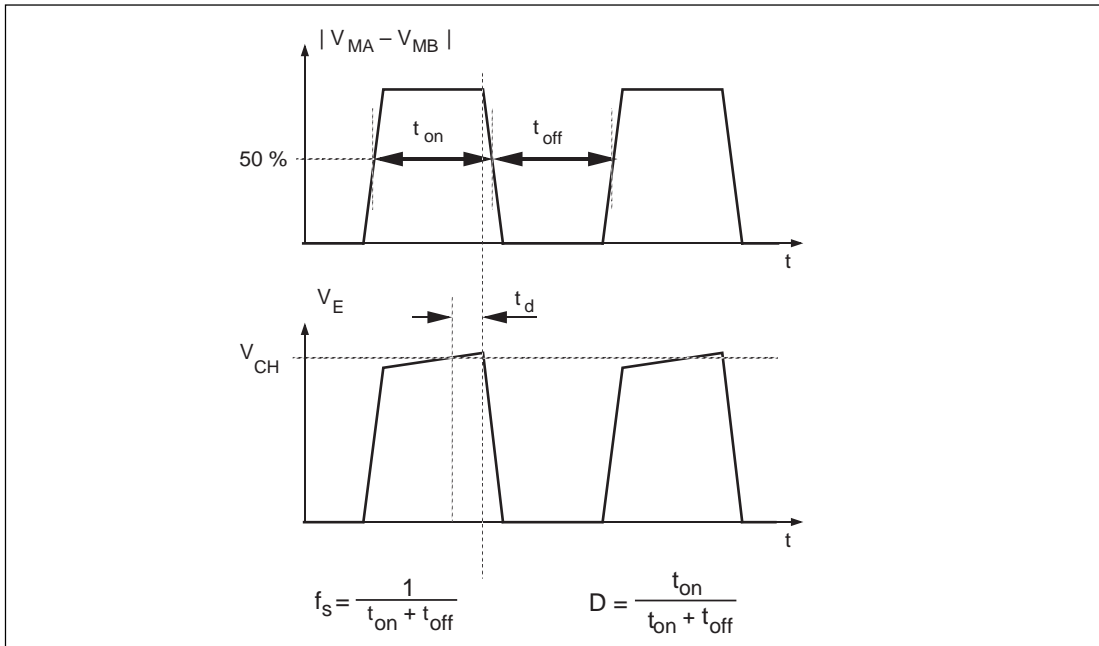 | V_MA – V_MB |
t_on t_off
50 %
t
V_E
t_d
V_CH
t
f_s = 1 / (t_on + t_off) D = t_on / (t_on + t_off)